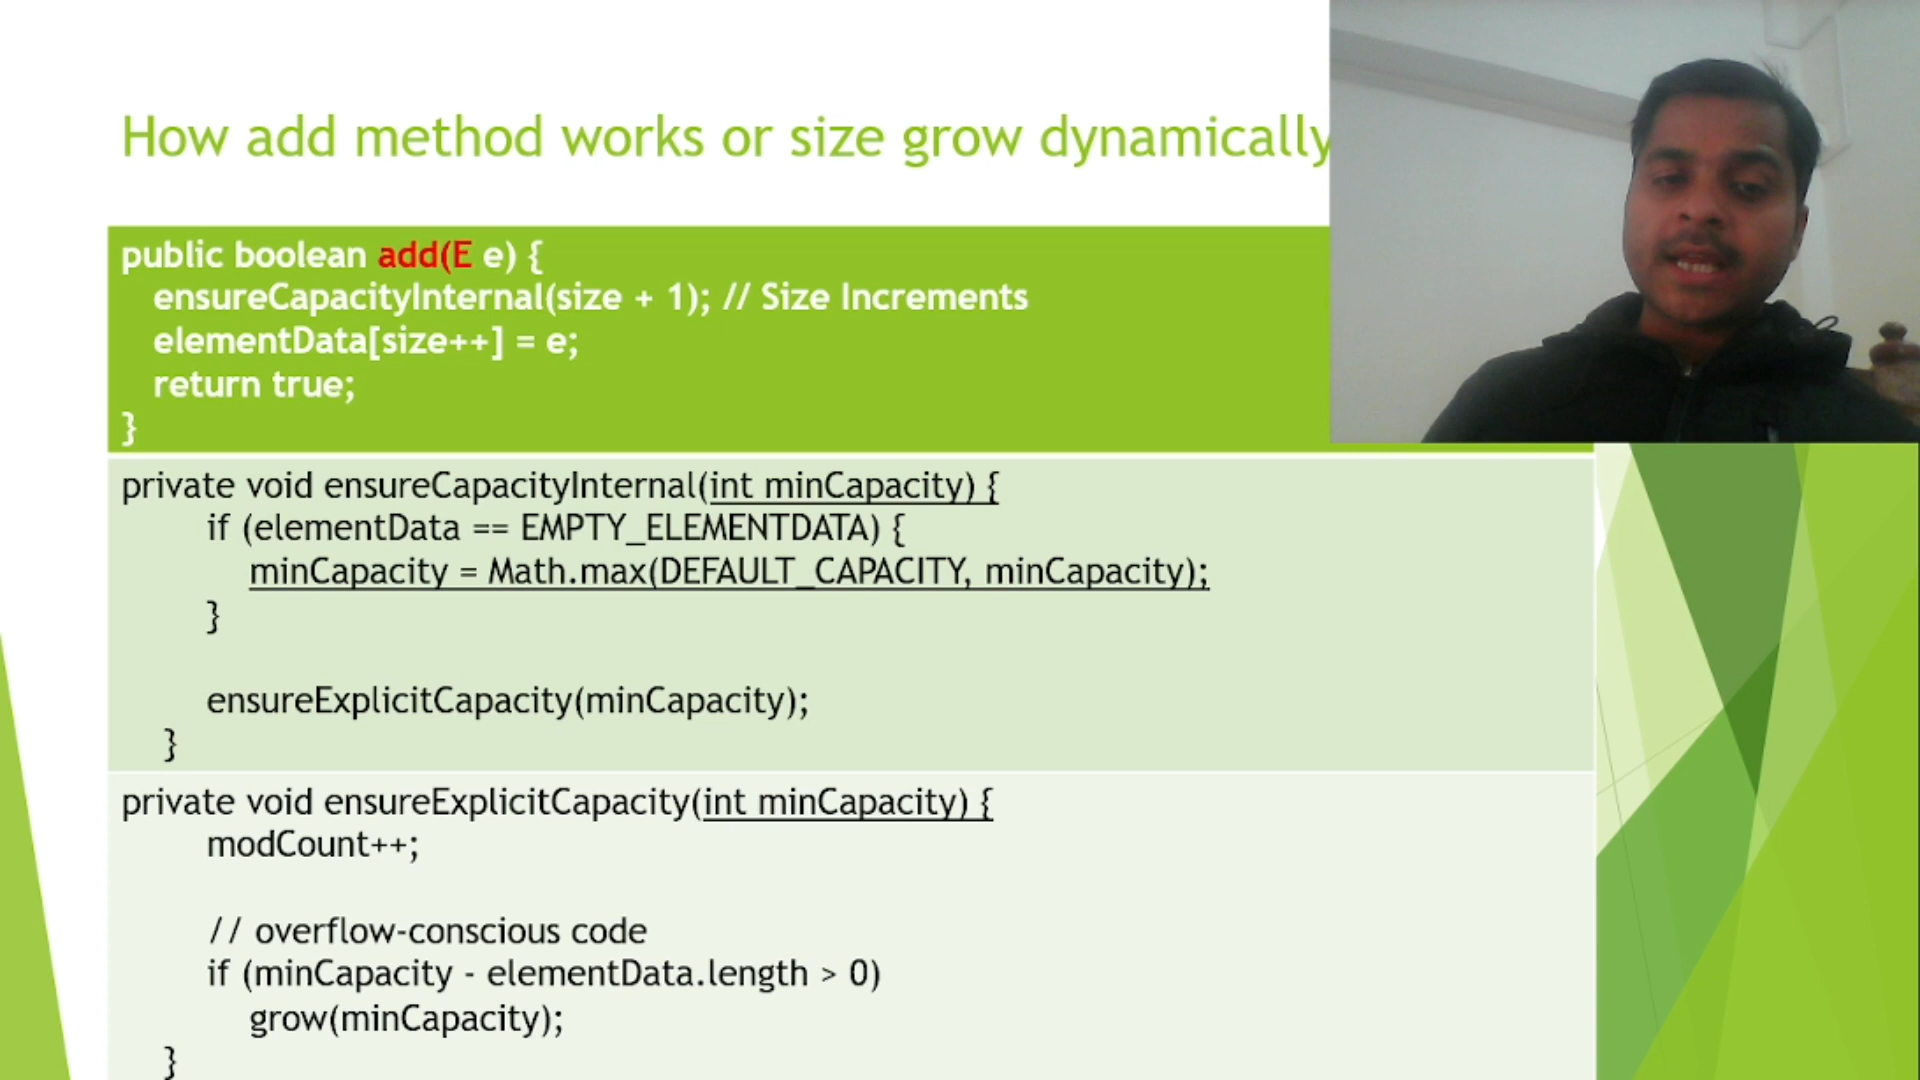 How add method works or size grow dynamically
public boolean add(E e) {
ensureCapacityInternal(size + 1); // Size Increments
elementData[size++] = e;
return true;
}
private void ensureCapacityInternal(int minCapacity) {
if (elementData == EMPTY_ELEMENTDATA) {
minCapacity = Math.max(DEFAULT_CAPACITY, minCapacity);
}
ensureExplicitCapacity(minCapacity);
}
private void ensureExplicitCapacity(int minCapacity) {
modCount++;
// overflow-conscious code
if (minCapacity - elementData.length > 0)
grow(minCapacity);
}